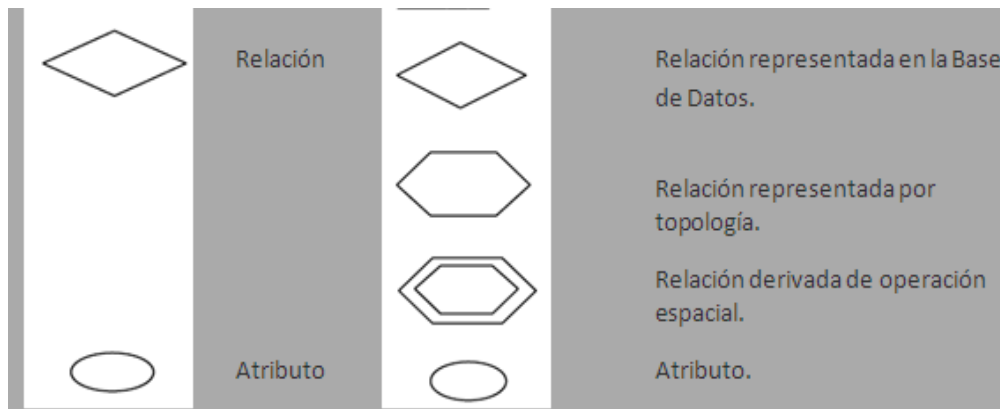 Relación
Relación representada en la Base
de Datos.
Relación representada por
topología.
Relación derivada de operación
espacial.
Atributo
Atributo.